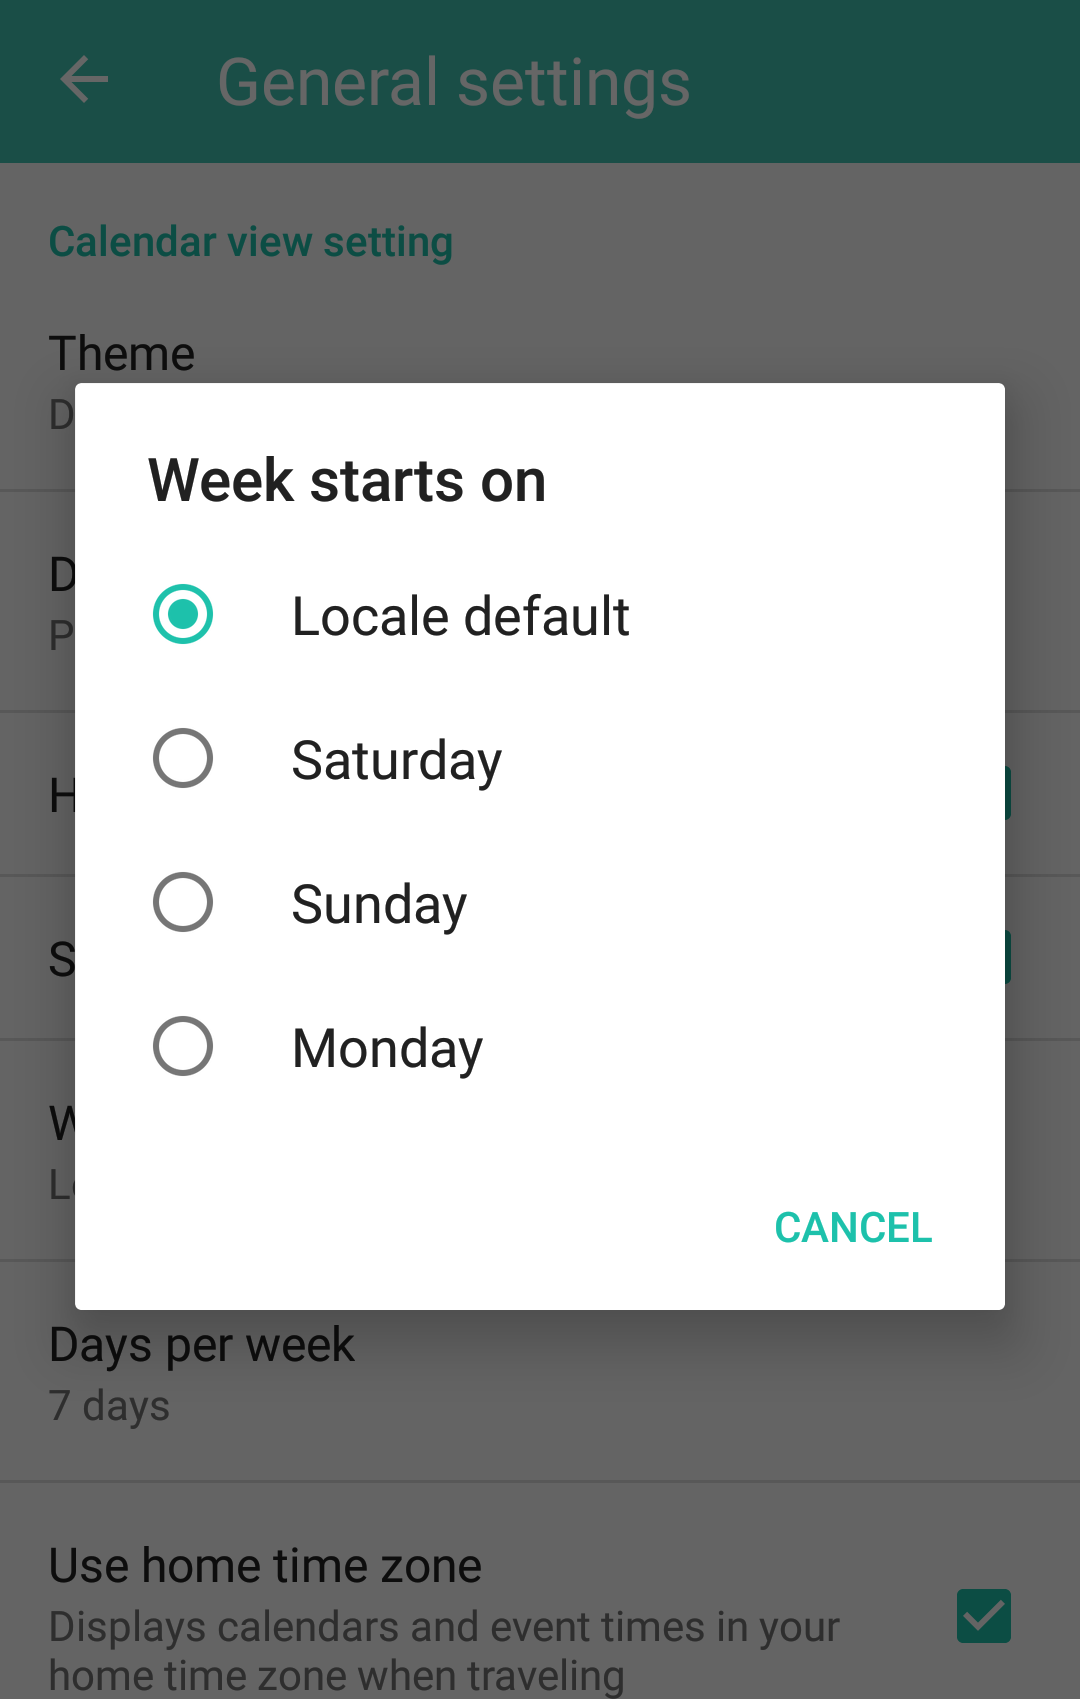 General settings
Calendar view setting
Theme
Week starts on
Locale default
Saturday
Sunday
Monday
CANCEL
Days per week
7 days
Use home time zone
Displays calendars and event times in your
home time zone when traveling